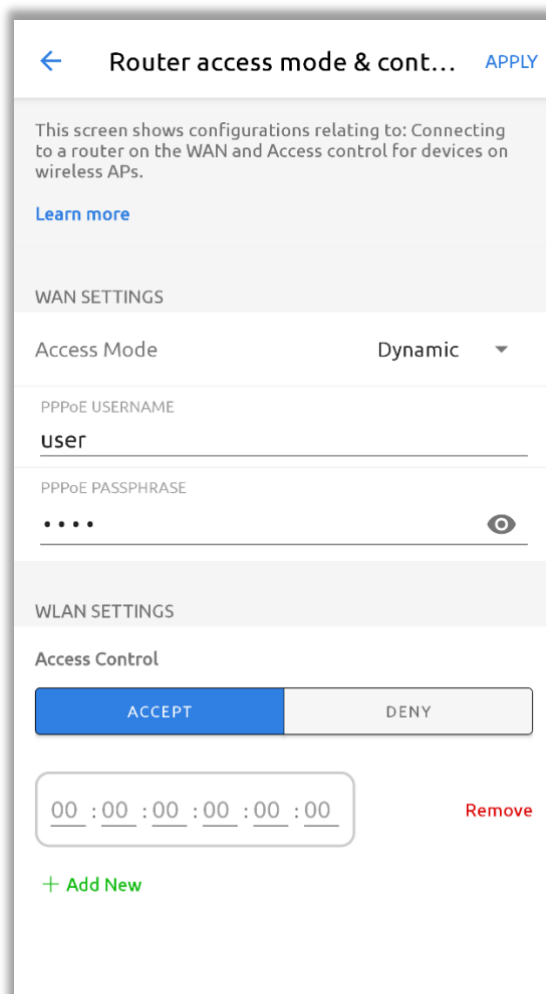 Router access mode & cont... APPLY
This screen shows configurations relating to: Connecting
to a router on the WAN and Access control for devices on
wireless APs.
Learn more
WAN SETTINGS
Access Mode Dynamic
PPPoE USERNAME
user
PPPoE PASSPHRASE
••••
WLAN SETTINGS
Access Control
ACCEPT DENY
00 :00 :00 :00 :00 :00 Remove
+ Add New